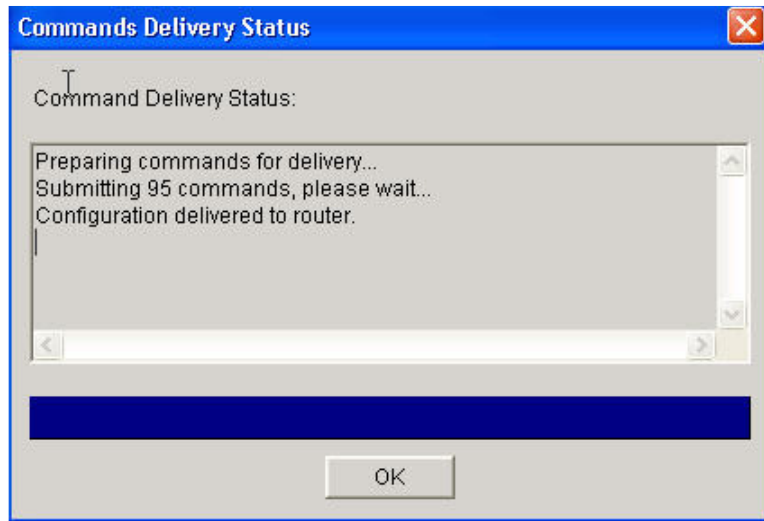 Commands Delivery Status
Command Delivery Status:
Preparing commands for delivery...
Submitting 95 commands, please wait...
Configuration delivered to router.
OK